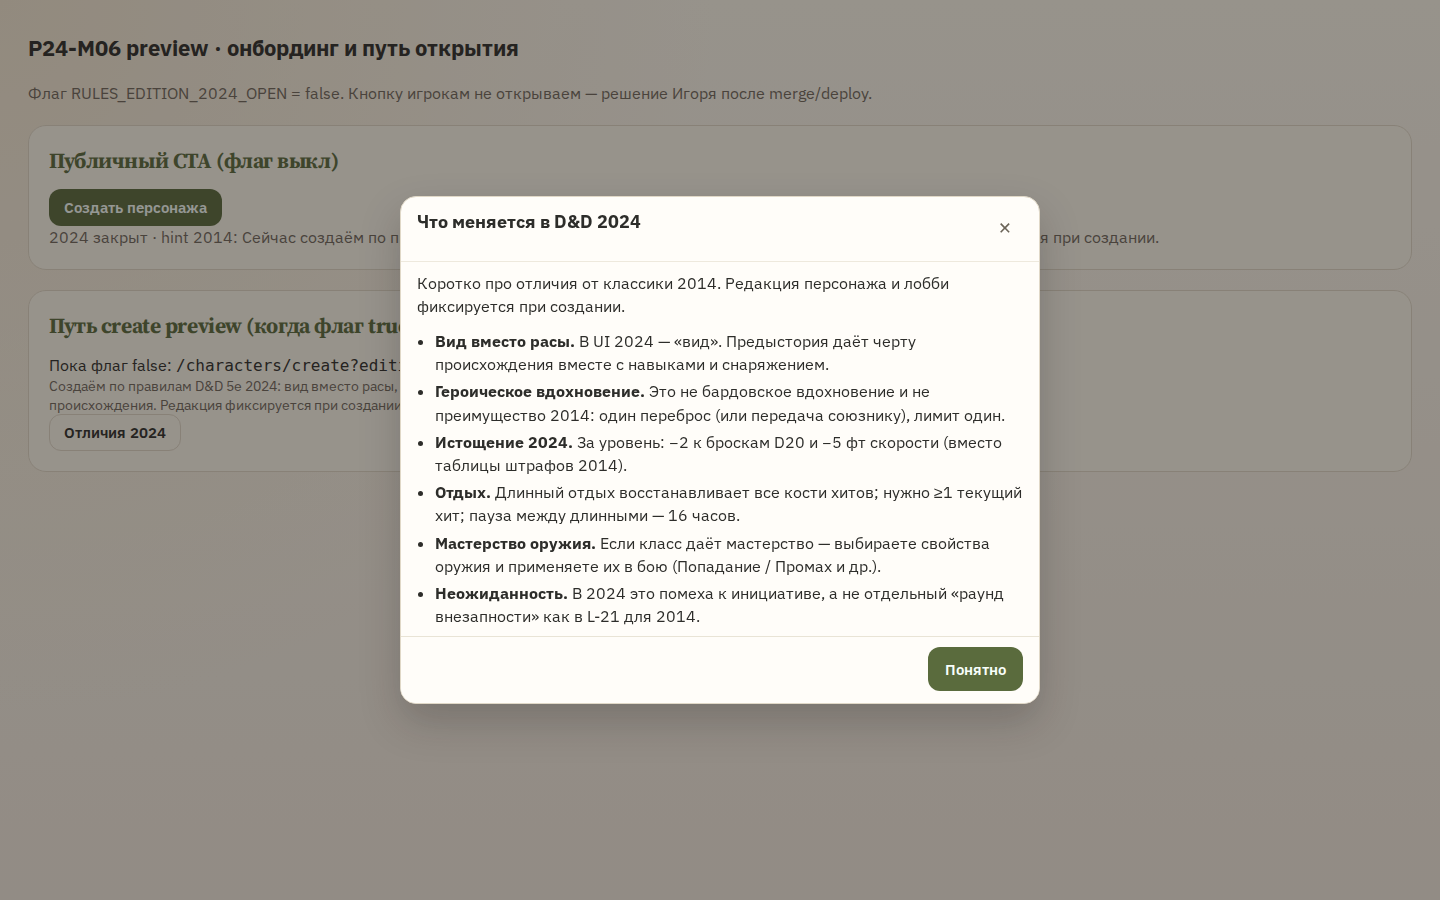 P24-M06 preview · онбординг и путь открытия
Флаг RULES_EDITION_2024_OPEN = false. Кнопку игрокам не открываем — решение Игоря после merge/deploy.
Публичный CTA (флаг выкл)
Создать персонажа
2024 закрыт · hint 2014: Сейчас создаём по п
я при создании.
Путь create preview (когда флаг true
Пока флаг false: /characters/create?edit
Создаём по правилам D&D 5e 2024: вид вместо расы,
происхождения. Редакция фиксируется при создании
Отличия 2024
Что меняется в D&D 2024
×
Коротко про отличия от классики 2014. Редакция персонажа и лобби
фиксируется при создании.
• Вид вместо расы. В UI 2024 — «вид». Предыстория даёт черту
происхождения вместе с навыками и снаряжением.
• Героическое вдохновение. Это не бардовское вдохновение и не
преимущество 2014: один переброс (или передача союзнику), лимит один.
• Истощение 2024. За уровень: −2 к броскам D20 и −5 фт скорости (вместо
таблицы штрафов 2014).
• Отдых. Длинный отдых восстанавливает все кости хитов; нужно ≥1 текущий
хит; пауза между длинными — 16 часов.
• Мастерство оружия. Если класс даёт мастерство — выбираете свойства
оружия и применяете их в бою (Попадание / Промах и др.).
• Неожиданность. В 2024 это помеха к инициативе, а не отдельный «раунд
внезапности» как в L-21 для 2014.
Понятно